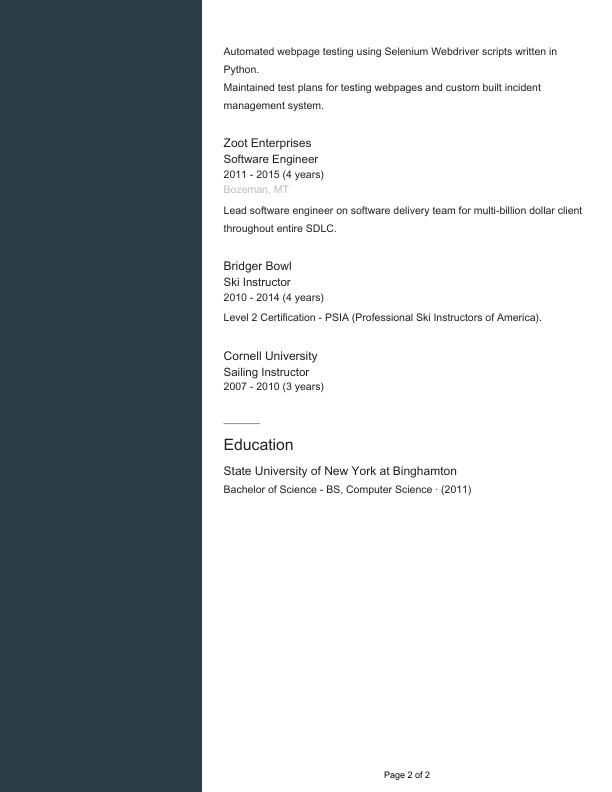 Automated webpage testing using Selenium Webdriver scripts written in
Python.
Maintained test plans for testing webpages and custom built incident
management system.
Zoot Enterprises
Software Engineer
2011 - 2015 (4 years)
Bozeman, MT
Lead software engineer on software delivery team for multi-billion dollar client
throughout entire SDLC.
Bridger Bowl
Ski Instructor
2010 - 2014 (4 years)
Level 2 Certification - PSIA (Professional Ski Instructors of America).
Cornell University
Sailing Instructor
2007 - 2010 (3 years)
Education
State University of New York at Binghamton
Bachelor of Science - BS, Computer Science · (2011)
Page 2 of 2